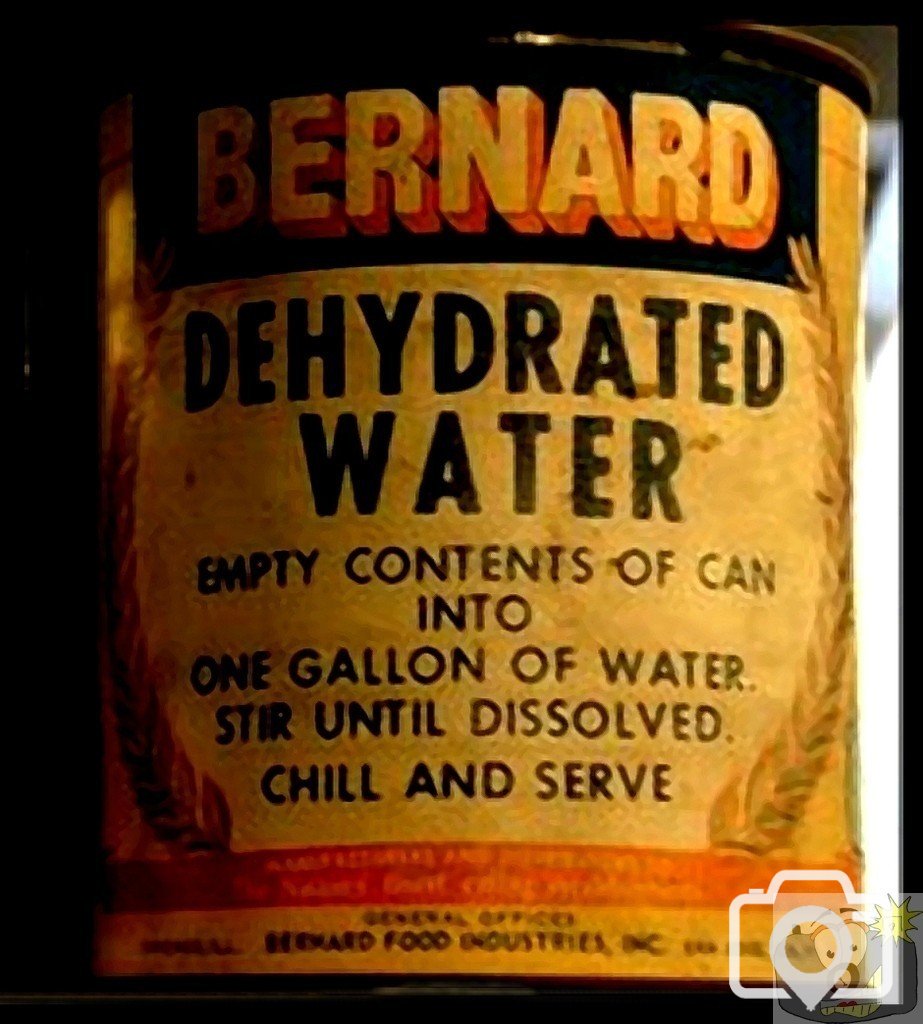 BERNARD
DEHYDRATED
WATER
EMPTY CONTENTS OF CAN
INTO
ONE GALLON OF WATER.
STIR UNTIL DISSOLVED.
CHILL AND SERVE
GENERAL OFFICES
BERNARD FOOD INDUSTRIES, INC.